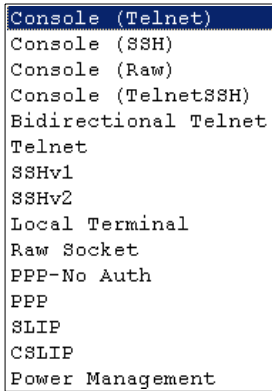 Console (Telnet)
Console (SSH)
Console (Raw)
Console (TelnetSSH)
Bidirectional Telnet
Telnet
SSHv1
SSHv2
Local Terminal
Raw Socket
PPP-No Auth
PPP
SLIP
CSLIP
Power Management